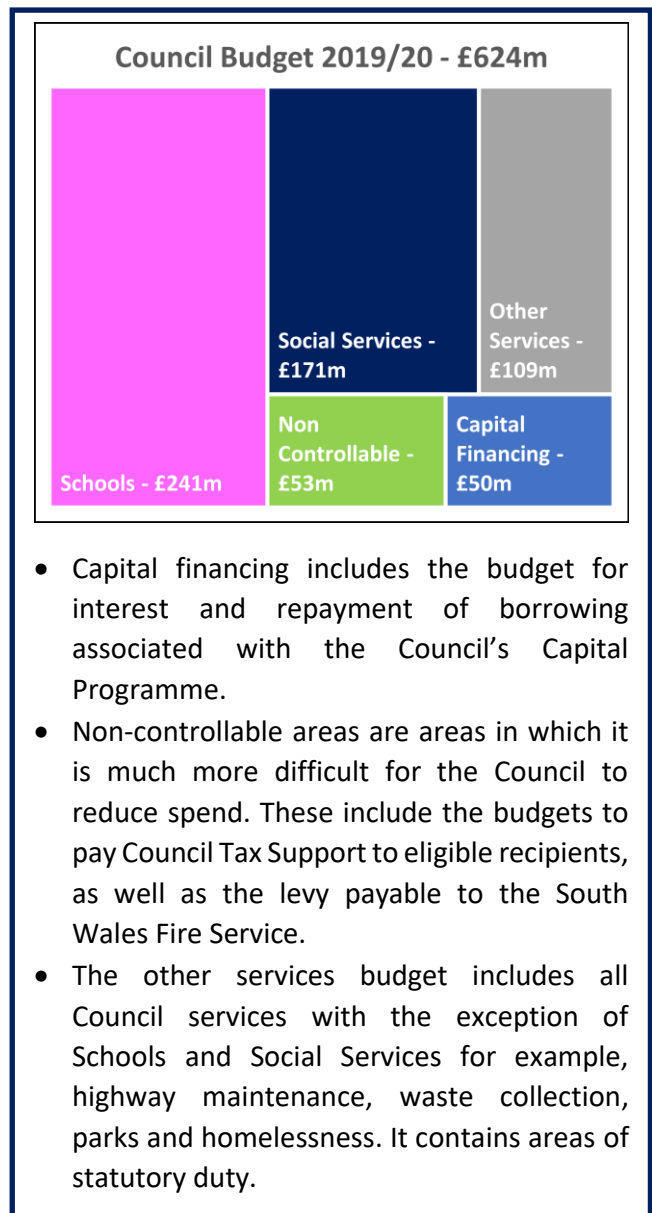 Council Budget 2019/20 - £624m
Schools - £241m
Social Services -
£171m
Other
Services -
£109m
Non
Controllable -
£53m
Capital
Financing -
£50m
• Capital financing includes the budget for
interest and repayment of borrowing
associated with the Council’s Capital
Programme.
• Non-controllable areas are areas in which it
is much more difficult for the Council to
reduce spend. These include the budgets to
pay Council Tax Support to eligible recipients,
as well as the levy payable to the South
Wales Fire Service.
• The other services budget includes all
Council services with the exception of
Schools and Social Services for example,
highway maintenance, waste collection,
parks and homelessness. It contains areas of
statutory duty.